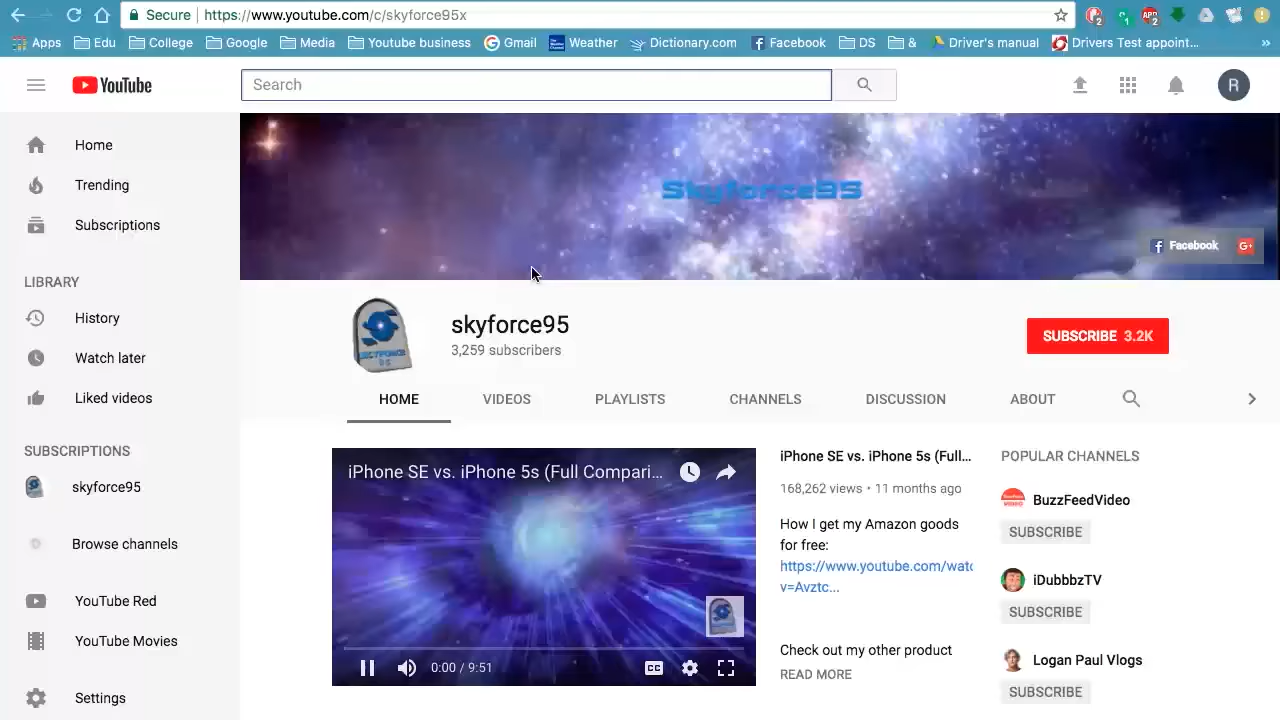 Secure https://www.youtube.com/c/skyforce95x
Apps Edu College Google Media Youtube business Gmail Weather Dictionary.com Facebook DS & Driver's manual Drivers Test appoint... »
YouTube Search R
Home
Trending
Subscriptions
LIBRARY
History
Watch later
Liked videos
SUBSCRIPTIONS
skyforce95
Browse channels
YouTube Red
YouTube Movies
Settings
Skyforce95
Facebook G+
skyforce95
3,259 subscribers
SUBSCRIBE 3.2K
HOME VIDEOS PLAYLISTS CHANNELS DISCUSSION ABOUT
iPhone SE vs. iPhone 5s (Full Compari...
0:00 / 9:51 CC
iPhone SE vs. iPhone 5s (Full...
168,262 views • 11 months ago
How I get my Amazon goods
for free:
https://www.youtube.com/watc
v=Avztc...
Check out my other product
READ MORE
POPULAR CHANNELS
BuzzFeedVideo
SUBSCRIBE
iDubbbzTV
SUBSCRIBE
Logan Paul Vlogs
SUBSCRIBE